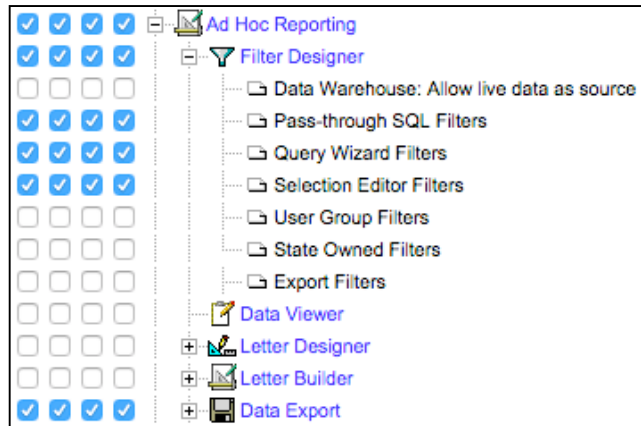 Ad Hoc Reporting
Filter Designer
Data Warehouse: Allow live data as source
Pass-through SQL Filters
Query Wizard Filters
Selection Editor Filters
User Group Filters
State Owned Filters
Export Filters
Data Viewer
Letter Designer
Letter Builder
Data Export